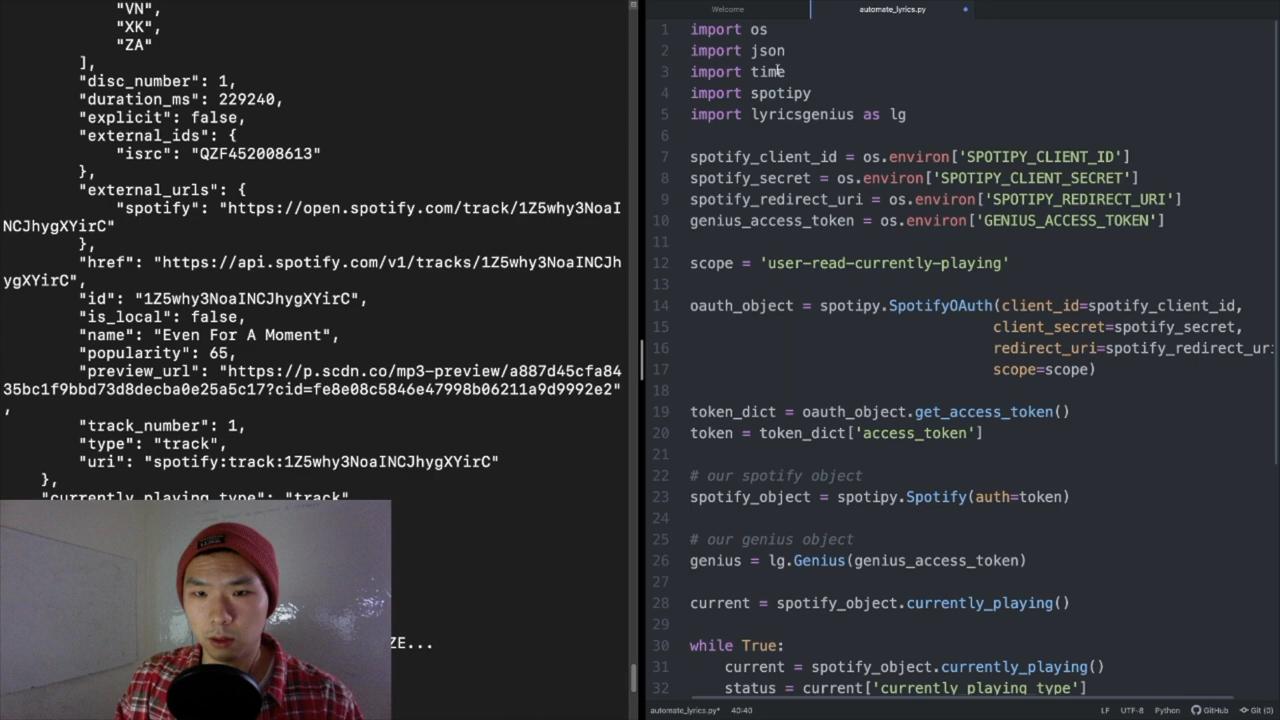 "VN",
"XK",
"ZA"
],
"disc_number": 1,
"duration_ms": 229240,
"explicit": false,
"external_ids": {
"isrc": "QZF452008613"
},
"external_urls": {
"spotify": "https://open.spotify.com/track/1Z5why3NoaI
NCJhygXYirC"
},
"href": "https://api.spotify.com/v1/tracks/1Z5why3NoaINCJh
ygXYirC",
"id": "1Z5why3NoaINCJhygXYirC",
"is_local": false,
"name": "Even For A Moment",
"popularity": 65,
"preview_url": "https://p.scdn.co/mp3-preview/a887d45cfa84
35bc1f9bbd73d8decba0e25a5c17?cid=fe8e08c5846e47998b06211a9d9992e2"
,
"track_number": 1,
"type": "track",
"uri": "spotify:track:1Z5why3NoaINCJhygXYirC"
},
"currently_playing_type": "track"
ZE...
Welcome
automate_lyrics.py
1 import os
2 import json
3 import time
4 import spotipy
5 import lyricsgenius as lg
6
7 spotify_client_id = os.environ['SPOTIPY_CLIENT_ID']
8 spotify_secret = os.environ['SPOTIPY_CLIENT_SECRET']
9 spotify_redirect_uri = os.environ['SPOTIPY_REDIRECT_URI']
10 genius_access_token = os.environ['GENIUS_ACCESS_TOKEN']
11
12 scope = 'user-read-currently-playing'
13
14 oauth_object = spotipy.SpotifyOAuth(client_id=spotify_client_id,
15 client_secret=spotify_secret,
16 redirect_uri=spotify_redirect_uri
17 scope=scope)
18
19 token_dict = oauth_object.get_access_token()
20 token = token_dict['access_token']
21
22 # our spotify object
23 spotify_object = spotipy.Spotify(auth=token)
24
25 # our genius object
26 genius = lg.Genius(genius_access_token)
27
28 current = spotify_object.currently_playing()
29
30 while True:
31 current = spotify_object.currently_playing()
32 status = current['currently_playing_type']
automate_lyrics.py* 40:40 LF UTF-8 Python GitHub Git (0)